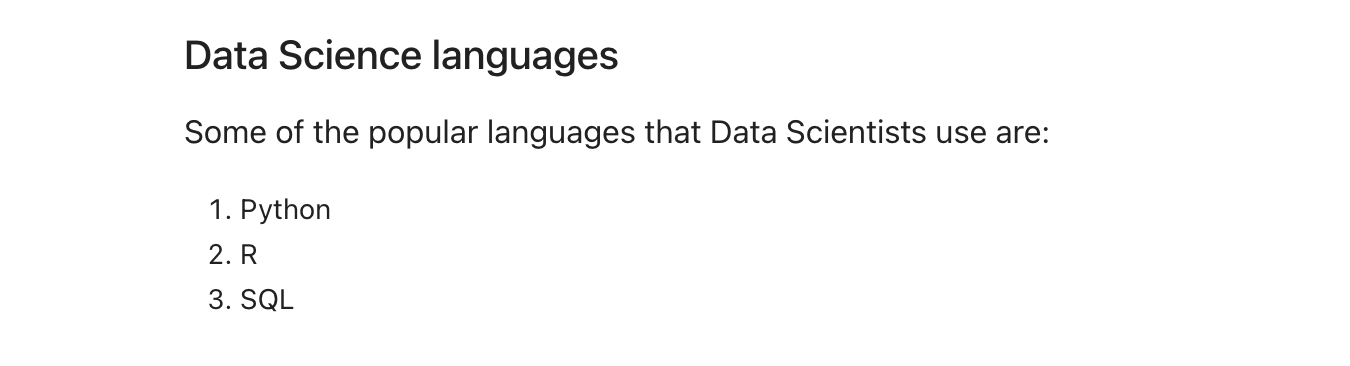 Data Science languages
Some of the popular languages that Data Scientists use are:
1. Python
2. R
3. SQL